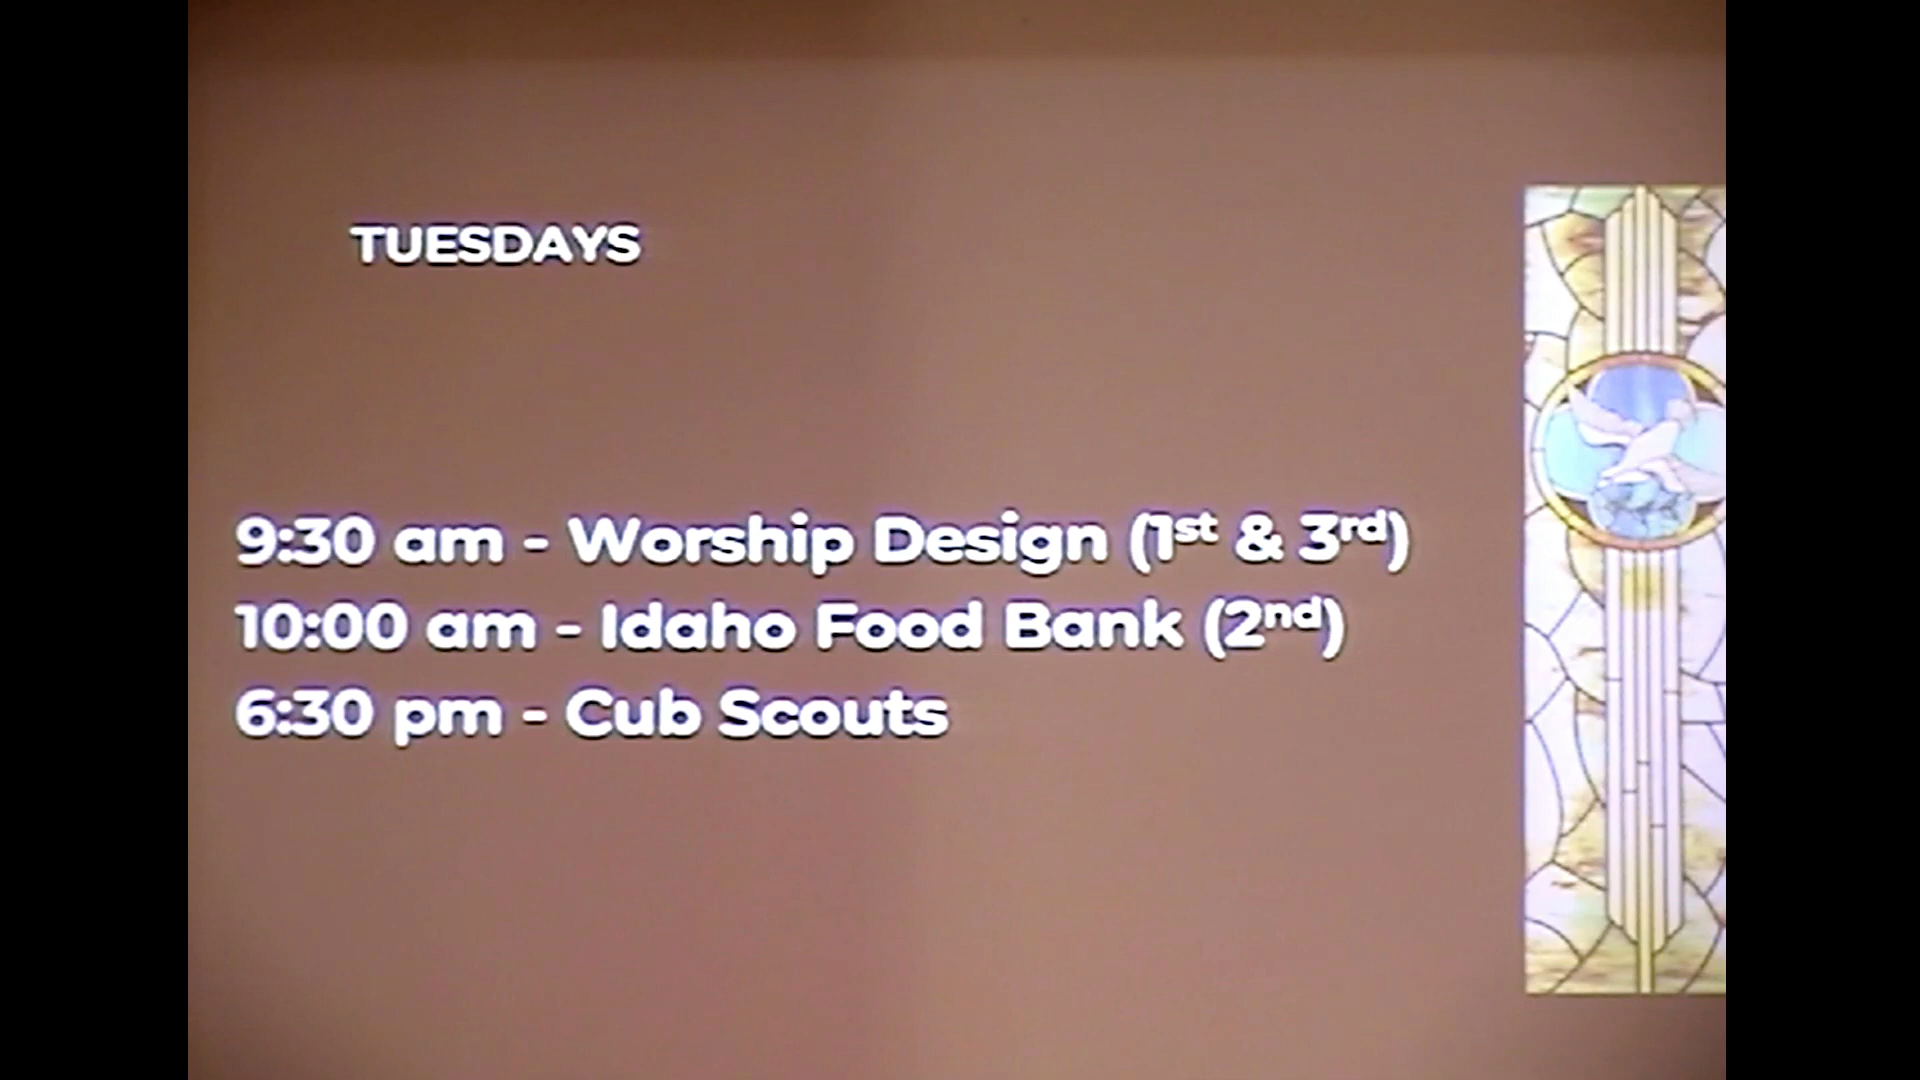 TUESDAYS
9:30 am - Worship Design (1st & 3rd)
10:00 am - Idaho Food Bank (2nd)
6:30 pm - Cub Scouts